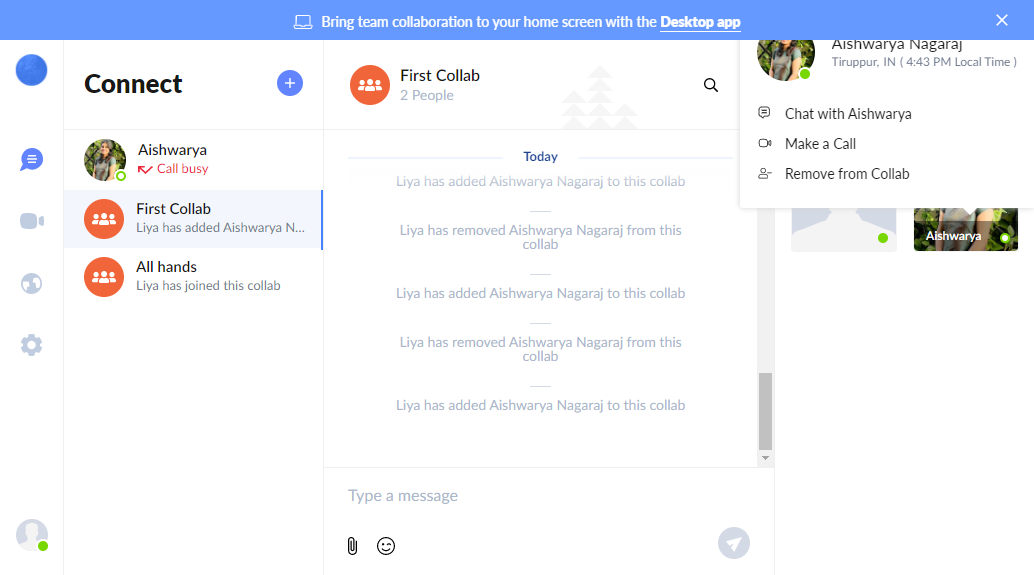 Bring team collaboration to your home screen with the Desktop app
Connect
Aishwarya
Call busy
First Collab
Liya has added Aishwarya N...
All hands
Liya has joined this collab
First Collab
2 People
Today
Liya has added Aishwarya Nagaraj to this collab
Liya has removed Aishwarya Nagaraj from this
collab
Liya has added Aishwarya Nagaraj to this collab
Liya has removed Aishwarya Nagaraj from this
collab
Liya has added Aishwarya Nagaraj to this collab
Type a message
Aishwarya Nagaraj
Tiruppur, IN ( 4:43 PM Local Time )
Chat with Aishwarya
Make a Call
Remove from Collab
Aishwarya